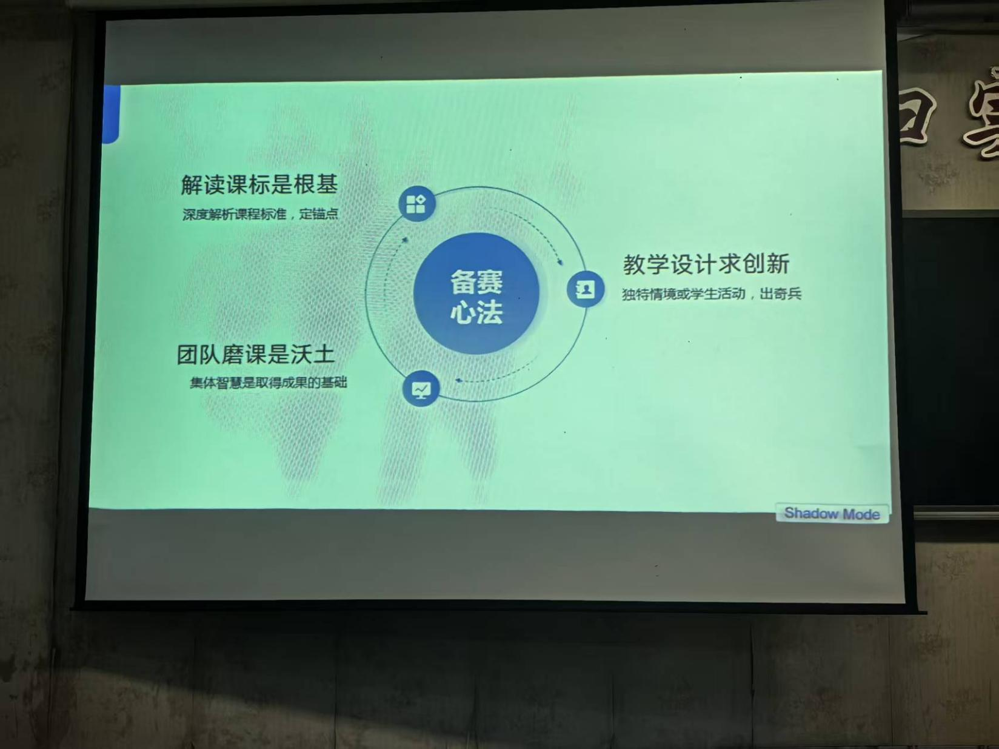 解读课标是根基
深度解析课程标准，定锚点
备赛
心法
教学设计求创新
独特情境或学生活动，出奇兵
团队磨课是沃土
集体智慧是取得成果的基础
Shadow Mode